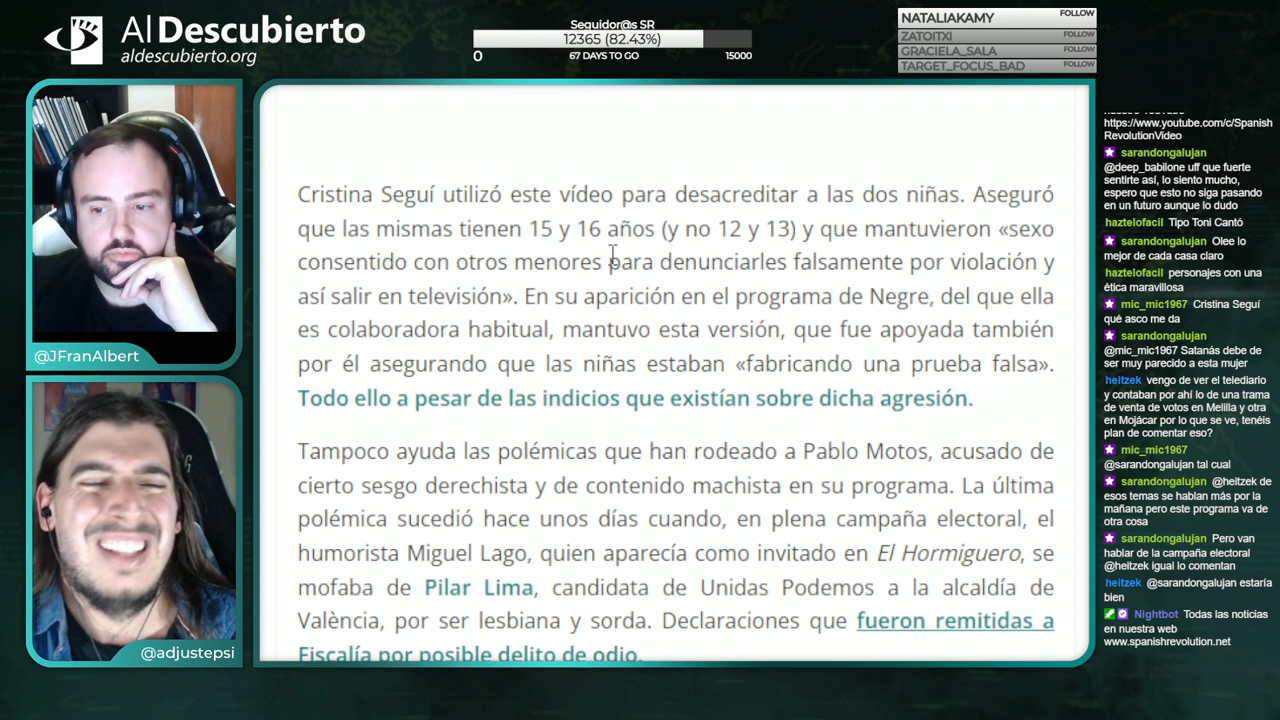 Al Descubierto
aldescubierto.org
Seguidor@s SR
12365 (82.43%)
0
67 DAYS TO GO
15000
NATALIAKAMY FOLLOW
ZATOITXI FOLLOW
GRACIELA_SALA FOLLOW
TARGET_FOCUS_BAD FOLLOW
@JFranAlbert
@adjustepsi
Cristina Seguí utilizó este vídeo para desacreditar a las dos niñas. Aseguró
que las mismas tienen 15 y 16 años (y no 12 y 13) y que mantuvieron «sexo
consentido con otros menores para denunciarles falsamente por violación y
así salir en televisión». En su aparición en el programa de Negre, del que ella
es colaboradora habitual, mantuvo esta versión, que fue apoyada también
por él asegurando que las niñas estaban «fabricando una prueba falsa».
Todo ello a pesar de las indicios que existían sobre dicha agresión.
Tampoco ayuda las polémicas que han rodeado a Pablo Motos, acusado de
cierto sesgo derechista y de contenido machista en su programa. La última
polémica sucedió hace unos días cuando, en plena campaña electoral, el
humorista Miguel Lago, quien aparecía como invitado en El Hormiguero, se
mofaba de Pilar Lima, candidata de Unidas Podemos a la alcaldía de
València, por ser lesbiana y sorda. Declaraciones que fueron remitidas a
Fiscalía por posible delito de odio.
https://www.youtube.com/c/Spanish
RevolutionVideo
sarandongalujan
@deep_babilone uff que fuerte
sentirte así, lo siento mucho,
espero que esto no siga pasando
en un futuro aunque lo dudo
haztelofacil Tipo Toni Cantó
sarandongalujan Olee lo
mejor de cada casa claro
haztelofacil personajes con una
ética maravillosa
mic_mic1967 Cristina Seguí
qué asco me da
sarandongalujan
@mic_mic1967 Satanás debe de
ser muy parecido a esta mujer
heitzek vengo de ver el telediario
y contaban por ahí lo de una trama
de venta de votos en Melilla y otra
en Mojácar por lo que se ve, tenéis
plan de comentar eso?
mic_mic1967
@sarandongalujan tal cual
sarandongalujan @heitzek de
esos temas se hablan más por la
mañana pero este programa va de
otra cosa
sarandongalujan Pero van
hablar de la campaña electoral
@heitzek igual lo comentan
heitzek @sarandongalujan estaría
bien
Nightbot Todas las noticias
en nuestra web
www.spanishrevolution.net